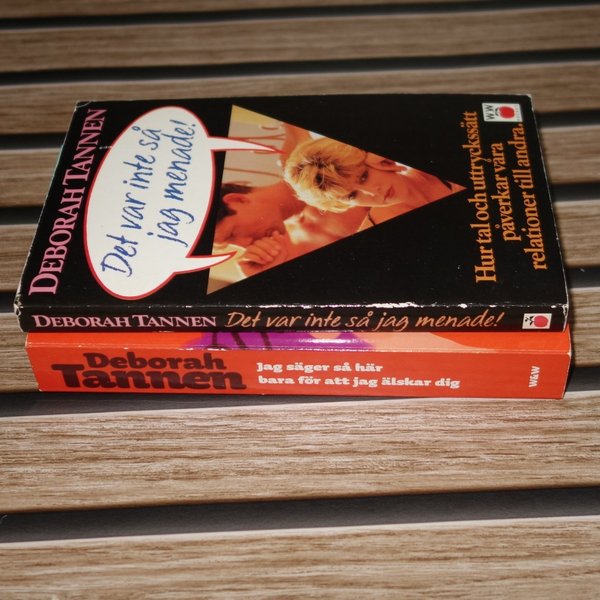 DEBORAH TANNEN
Det var inte så
jag menade!
Hur tal och uttryckssätt
påverkar våra
relationer till andra.
W&W
DEBORAH TANNEN Det var inte så jag menade!
Deborah
Tannen
jag säger så här
bara för att jag älskar dig
W&W